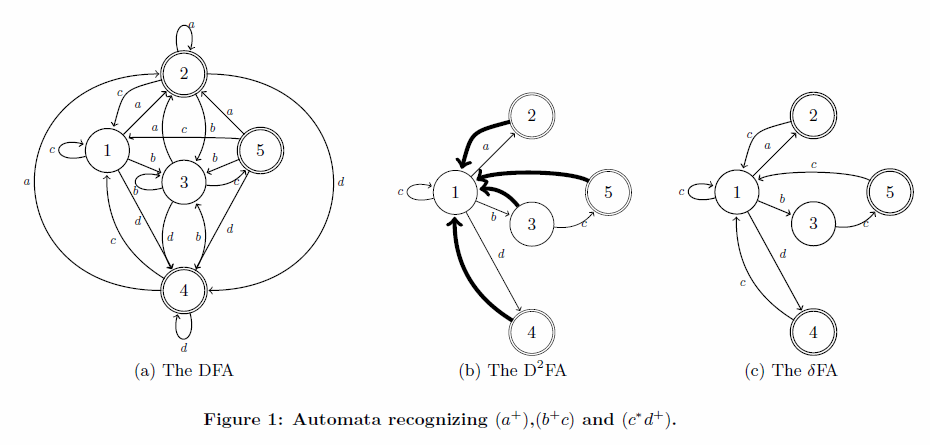 a
2
c
a
a
b
c
a
c
1
b
b
5
3
b
c
a
d
d
d
b
d
c
4
d
2
a
c
1
5
b
3
c
d
4
2
c
a
c
c
1
5
b
3
c
d
c
4
(a) The DFA
(b) The D²FA
(c) The δFA
Figure 1: Automata recognizing (a⁺),(b⁺c) and (c*d⁺).